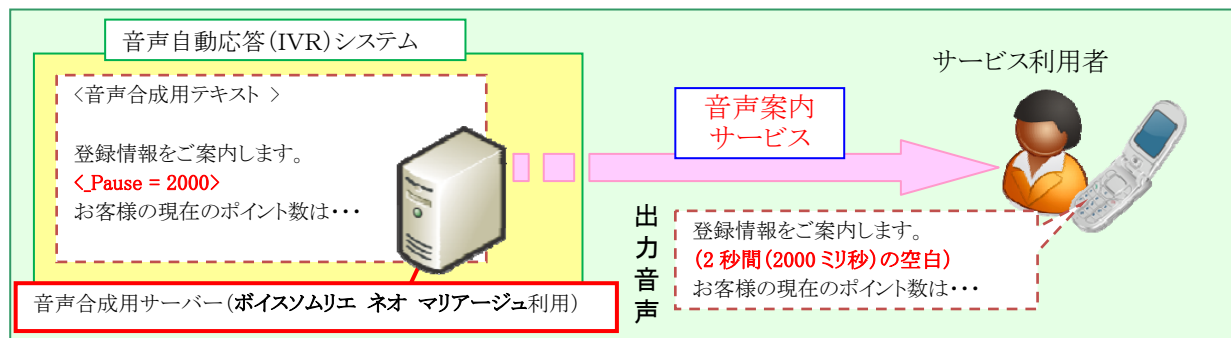 音声自動応答(IVR)システム
<音声合成用テキスト >
登録情報をご案内します。
<_Pause = 2000>
お客様の現在のポイント数は・・・
音声合成用サーバー(ボイスソムリエ ネオ マリアージュ利用)
音声案内
サービス
サービス利用者
出力音声
登録情報をご案内します。
(2 秒間(2000 ミリ秒)の空白)
お客様の現在のポイント数は・・・